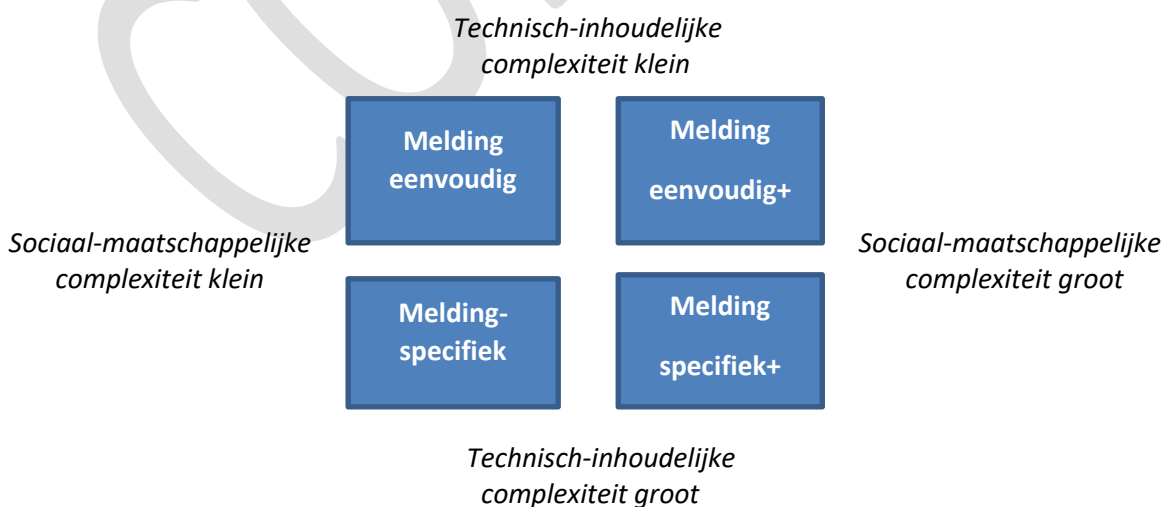 Technisch-inhoudelijke
complexiteit klein
Melding
eenvoudig
Melding
eenvoudig+
Sociaal-maatschappelijke
complexiteit klein
Sociaal-maatschappelijke
complexiteit groot
Melding-
specifiek
Melding
specifiek+
Technisch-inhoudelijke
complexiteit groot